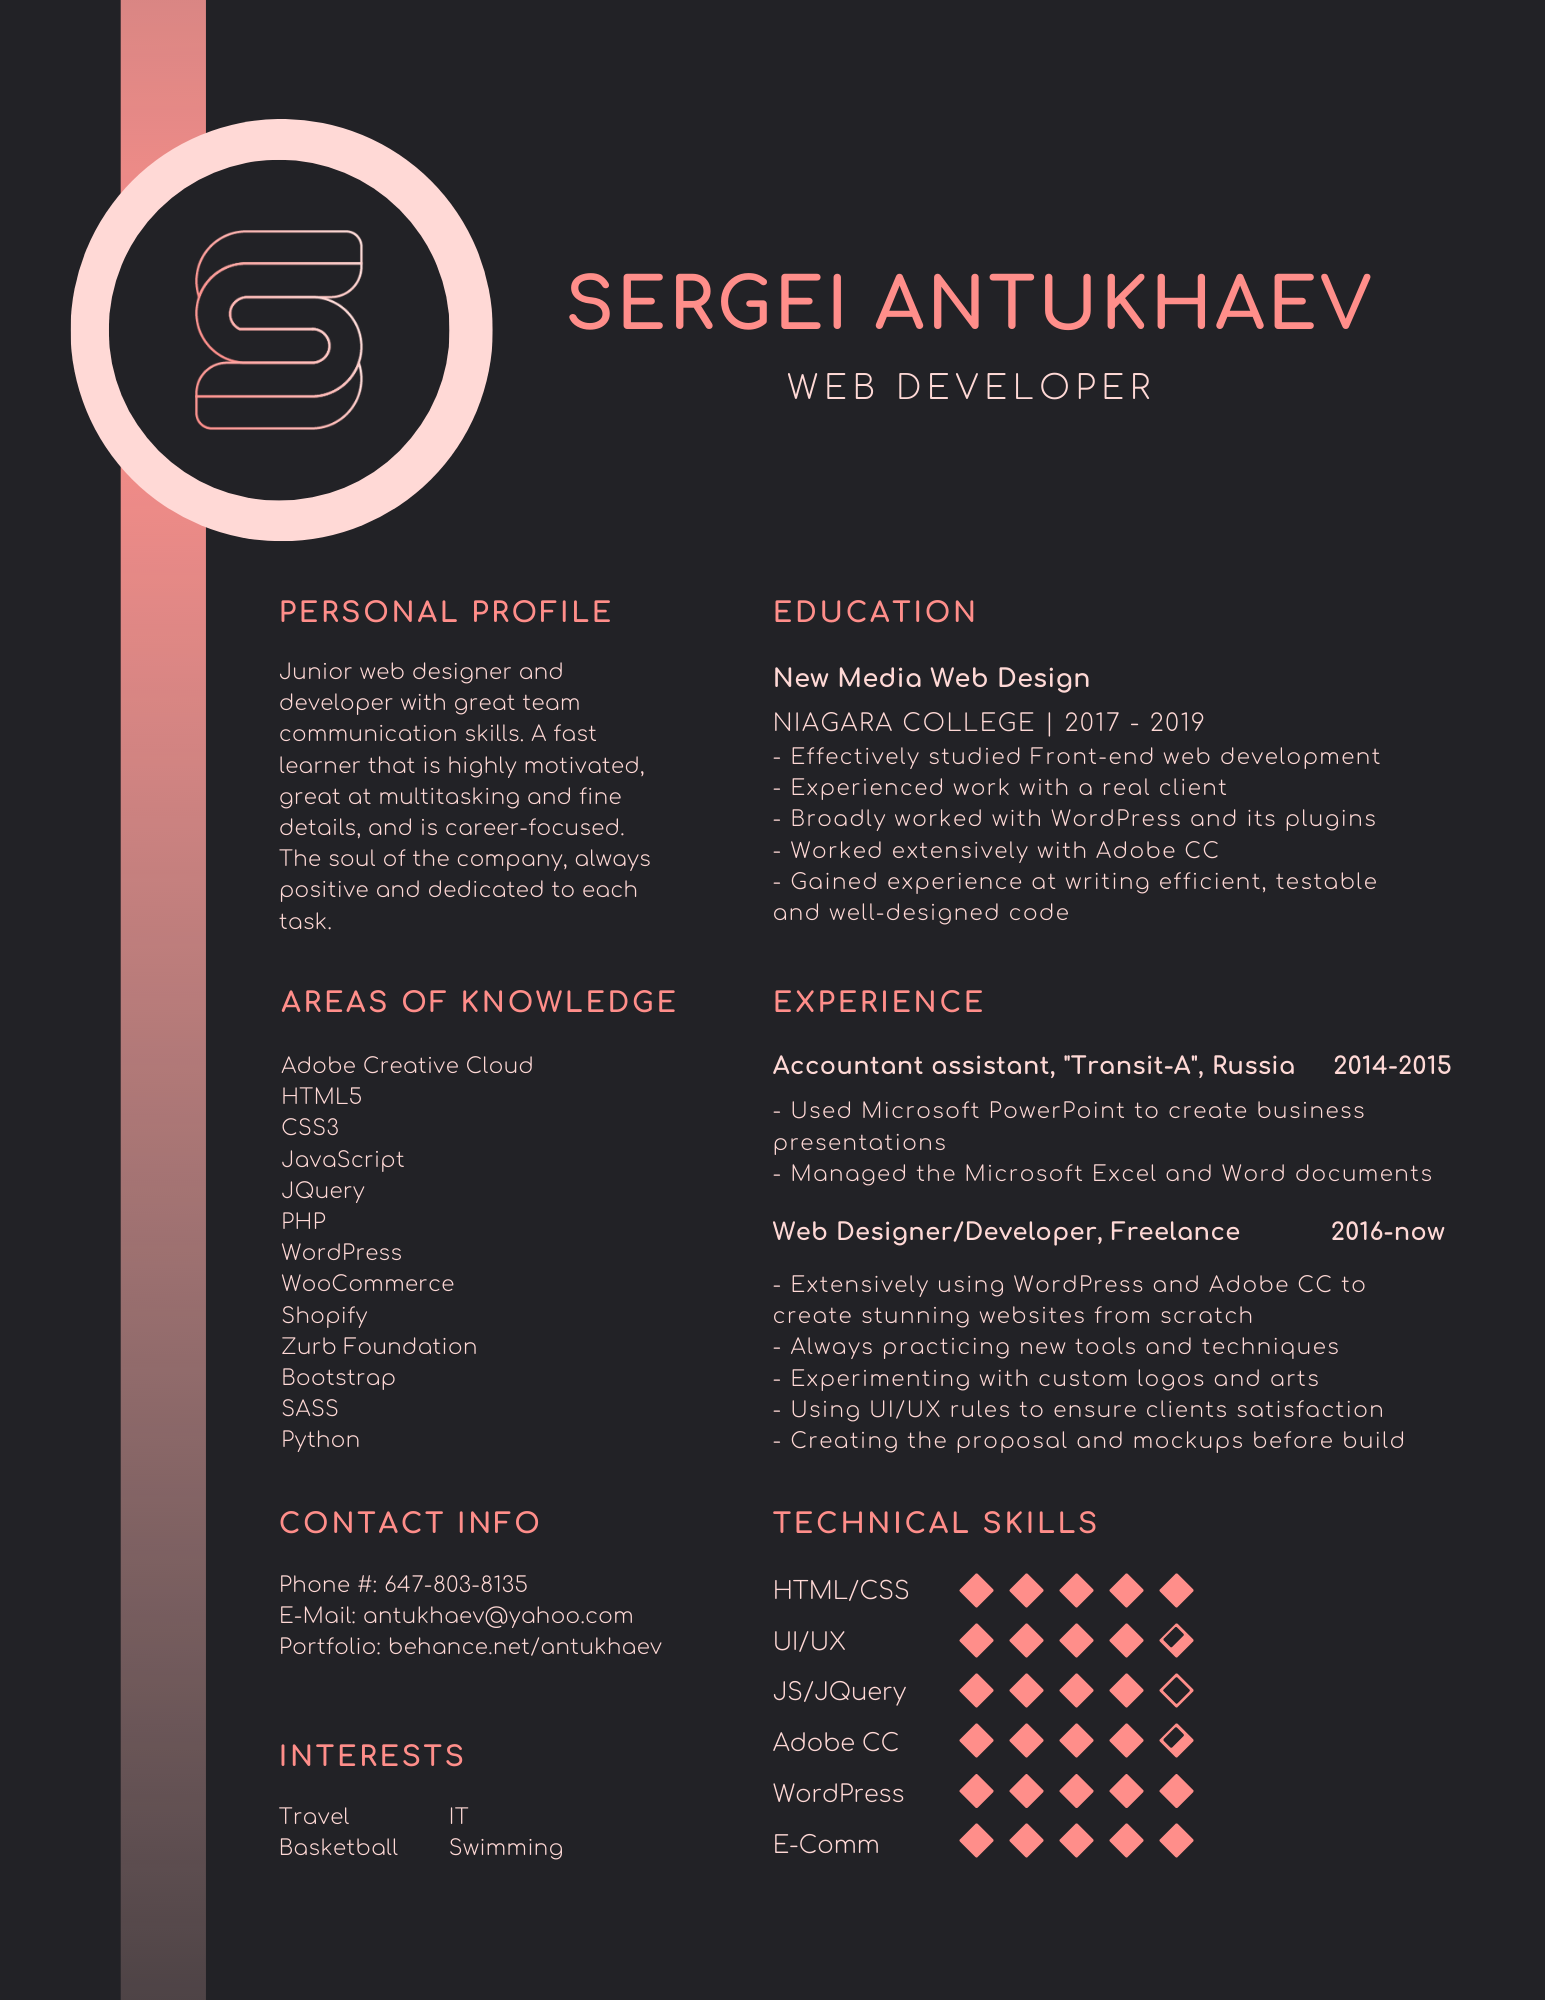 SERGEI ANTUKHAEV
WEB DEVELOPER
PERSONAL PROFILE
Junior web designer and
developer with great team
communication skills. A fast
learner that is highly motivated,
great at multitasking and fine
details, and is career-focused.
The soul of the company, always
positive and dedicated to each
task.
EDUCATION
New Media Web Design
NIAGARA COLLEGE | 2017 - 2019
- Effectively studied Front-end web development
- Experienced work with a real client
- Broadly worked with WordPress and its plugins
- Worked extensively with Adobe CC
- Gained experience at writing efficient, testable
and well-designed code
AREAS OF KNOWLEDGE
Adobe Creative Cloud
HTML5
CSS3
JavaScript
JQuery
PHP
WordPress
WooCommerce
Shopify
Zurb Foundation
Bootstrap
SASS
Python
EXPERIENCE
Accountant assistant, "Transit-A", Russia 2014-2015
- Used Microsoft PowerPoint to create business
presentations
- Managed the Microsoft Excel and Word documents
Web Designer/Developer, Freelance 2016-now
- Extensively using WordPress and Adobe CC to
create stunning websites from scratch
- Always practicing new tools and techniques
- Experimenting with custom logos and arts
- Using UI/UX rules to ensure clients satisfaction
- Creating the proposal and mockups before build
CONTACT INFO
Phone #: 647-803-8135
E-Mail: antukhaev@yahoo.com
Portfolio: behance.net/antukhaev
INTERESTS
Travel IT
Basketball Swimming
TECHNICAL SKILLS
HTML/CSS
UI/UX
JS/JQuery
Adobe CC
WordPress
E-Comm